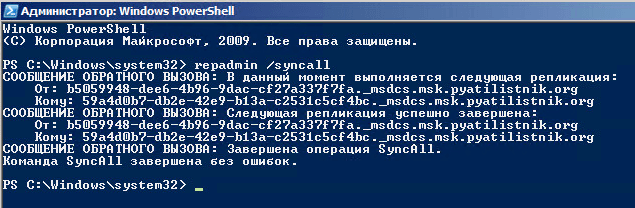 Администратор: Windows PowerShell
Windows PowerShell
(C) Корпорация Майкрософт, 2009. Все права защищены.
PS C:\Windows\system32> repadmin /syncall
СООБЩЕНИЕ ОБРАТНОГО ВЫЗОВА: В данный момент выполняется следующая репликация:
От: b5059948-dee6-4b96-9dac-cf27a337f7fa._msdcs.msk.pyatilistnik.org
Кому: 59a4d0b7-db2e-42e9-b13a-c2531c5cf4bc._msdcs.msk.pyatilistnik.org
СООБЩЕНИЕ ОБРАТНОГО ВЫЗОВА: Следующая репликация успешно завершена:
От: b5059948-dee6-4b96-9dac-cf27a337f7fa._msdcs.msk.pyatilistnik.org
Кому: 59a4d0b7-db2e-42e9-b13a-c2531c5cf4bc._msdcs.msk.pyatilistnik.org
СООБЩЕНИЕ ОБРАТНОГО ВЫЗОВА: Завершена операция SyncAll.
Команда SyncAll завершена без ошибок.
PS C:\Windows\system32> _